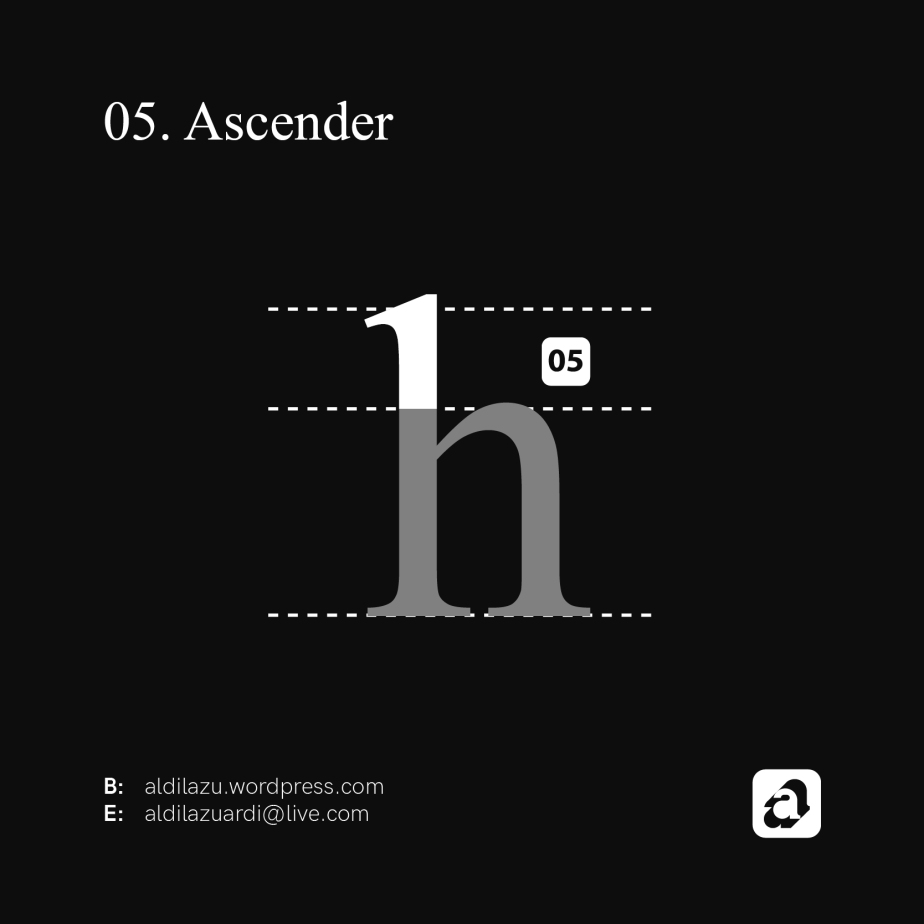 05. Ascender
h
05
B: aldilazu.wordpress.com
E: aldilazuardi@live.com
a